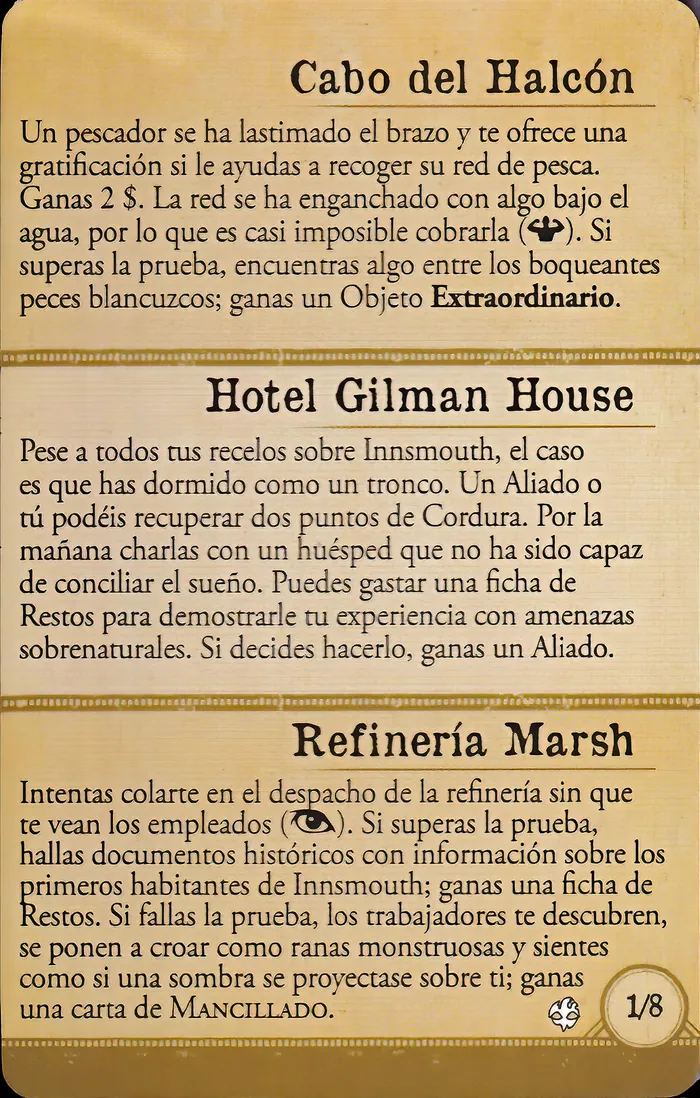 Cabo del Halcón
Un pescador se ha lastimado el brazo y te ofrece una
gratificación si le ayudas a recoger su red de pesca.
Ganas 2 $. La red se ha enganchado con algo bajo el
agua, por lo que es casi imposible cobrarla ( ). Si
superas la prueba, encuentras algo entre los boqueantes
peces blancuzcos; ganas un Objeto Extraordinario.
Hotel Gilman House
Pese a todos tus recelos sobre Innsmouth, el caso
es que has dormido como un tronco. Un Aliado o
tú podéis recuperar dos puntos de Cordura. Por la
mañana charlas con un huésped que no ha sido capaz
de conciliar el sueño. Puedes gastar una ficha de
Restos para demostrarle tu experiencia con amenazas
sobrenaturales. Si decides hacerlo, ganas un Aliado.
Refinería Marsh
Intentas colarte en el despacho de la refinería sin que
te vean los empleados ( ). Si superas la prueba,
hallas documentos históricos con información sobre los
primeros habitantes de Innsmouth; ganas una ficha de
Restos. Si fallas la prueba, los trabajadores te descubren,
se ponen a croar como ranas monstruosas y sientes
como si una sombra se proyectase sobre ti; ganas
una carta de MANCILLADO.
1/8